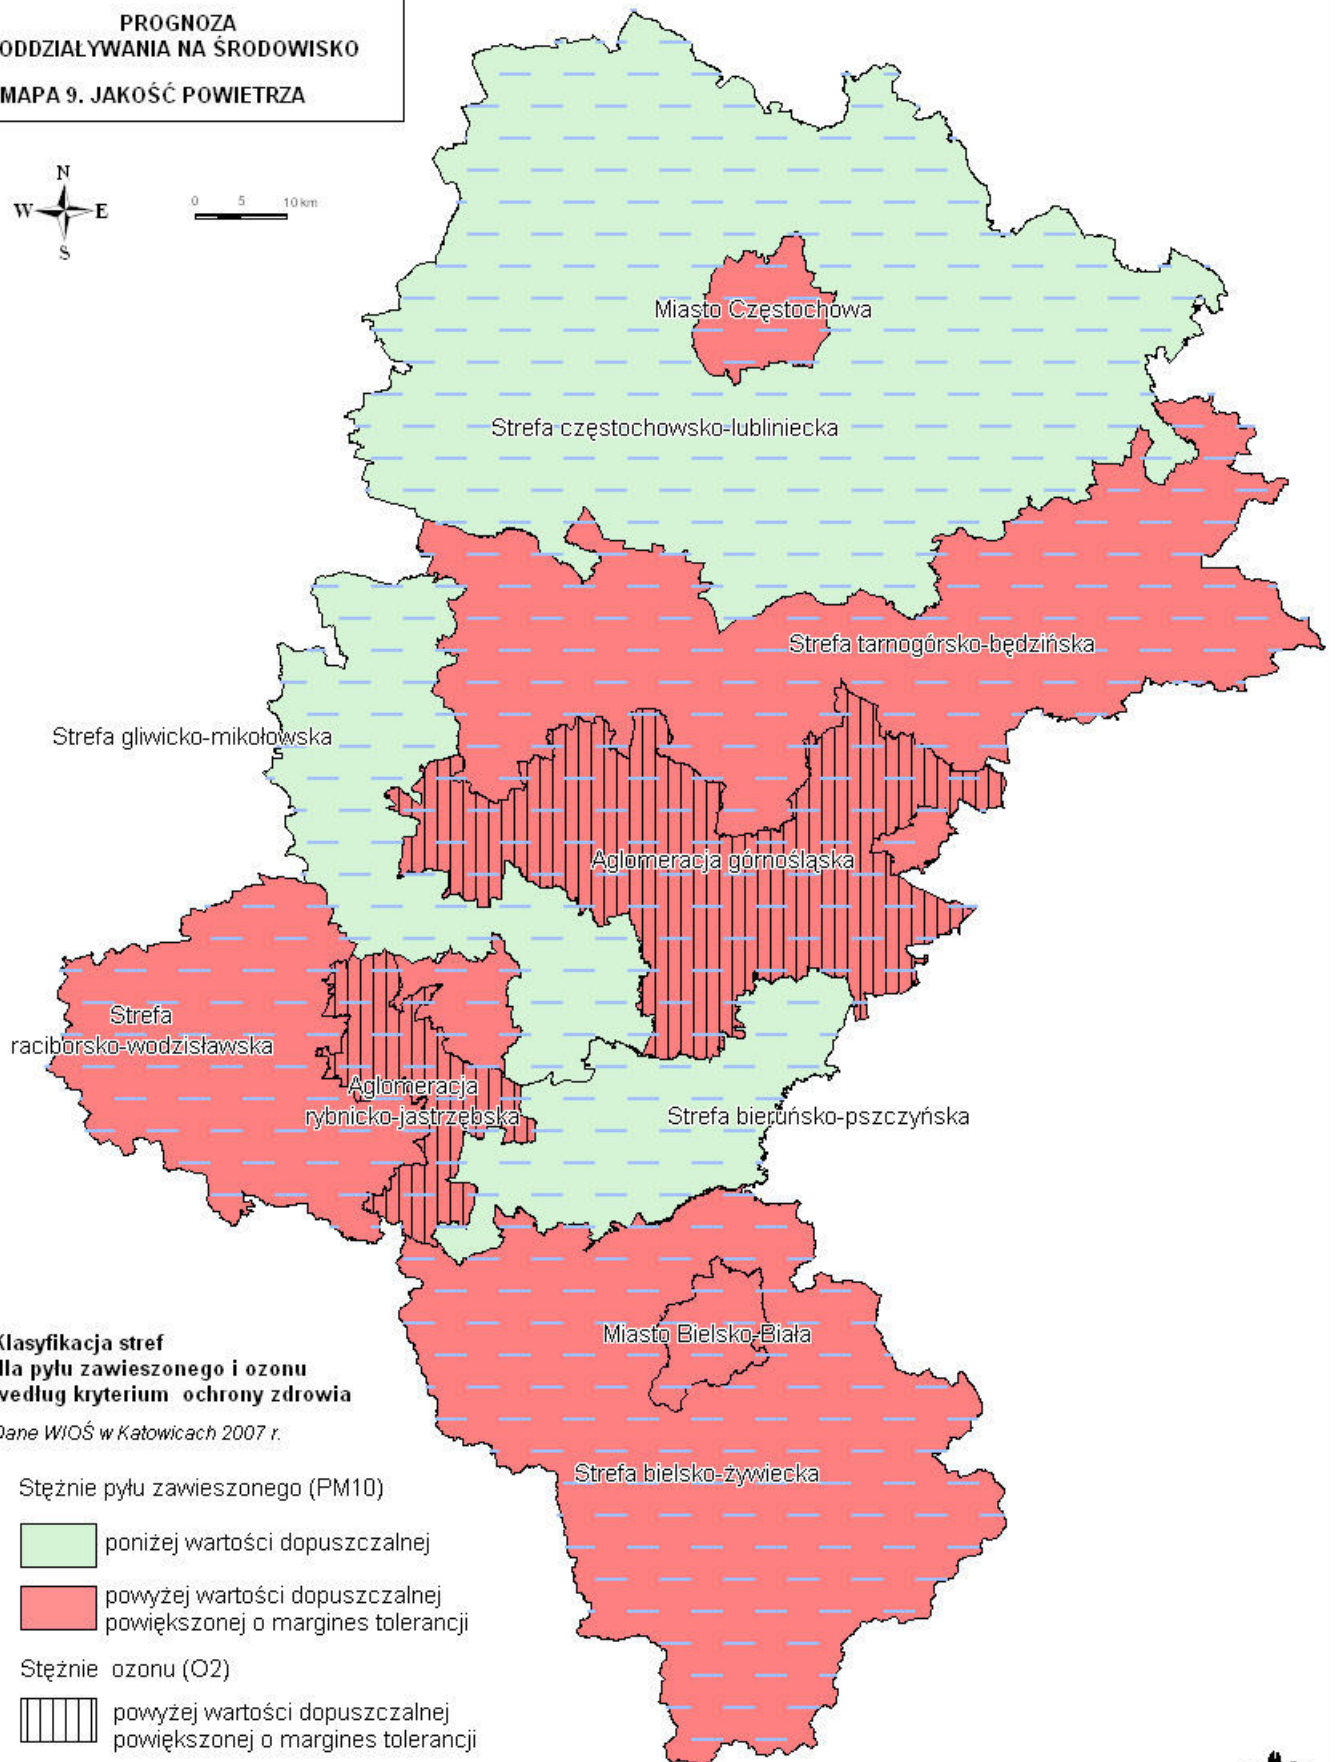 PROGNOZA
ODDZIAŁYWANIA NA ŚRODOWISKO
MAPA 9. JAKOŚĆ POWIETRZA
N
W E
S
0 5 10 km
Miasto Częstochowa
Strefa częstochowsko-lubliniecka
Strefa tarnogórsko-będzińska
Strefa gliwicko-mikołowska
Aglomeracja górnośląska
Strefa
raciborsko-wodzisławska
Aglomeracja
rybnicko-jastrzębska
Strefa bieruńsko-pszczyńska
Miasto Bielsko-Biała
Strefa bielsko-żywiecka
Klasyfikacja stref
dla pyłu zawieszonego i ozonu
według kryterium ochrony zdrowia
Dane WIOŚ w Katowicach 2007 r.
Stężnie pyłu zawieszonego (PM10)
poniżej wartości dopuszczalnej
powyżej wartości dopuszczalnej
powiększonej o margines tolerancji
Stężnie ozonu (O2)
powyżej wartości dopuszczalnej
powiększonej o margines tolerancji